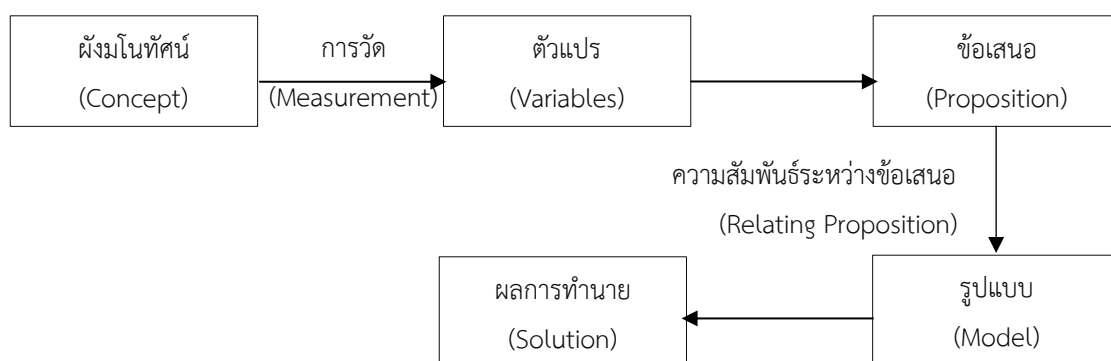 ผังมโนทัศน์
(Concept)
การวัด
(Measurement)
ตัวแปร
(Variables)
ข้อเสนอ
(Proposition)
ความสัมพันธ์ระหว่างข้อเสนอ
(Relating Proposition)
ผลการทำนาย
(Solution)
รูปแบบ
(Model)